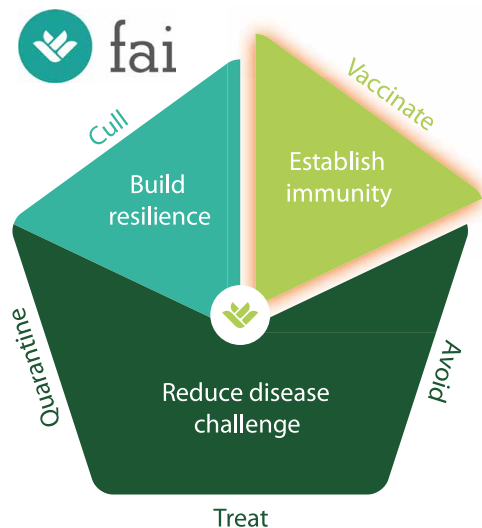 fai
Cull
Vaccinate
Build
resilience
Establish
immunity
Quarantine
Avoid
Reduce disease
challenge
Treat